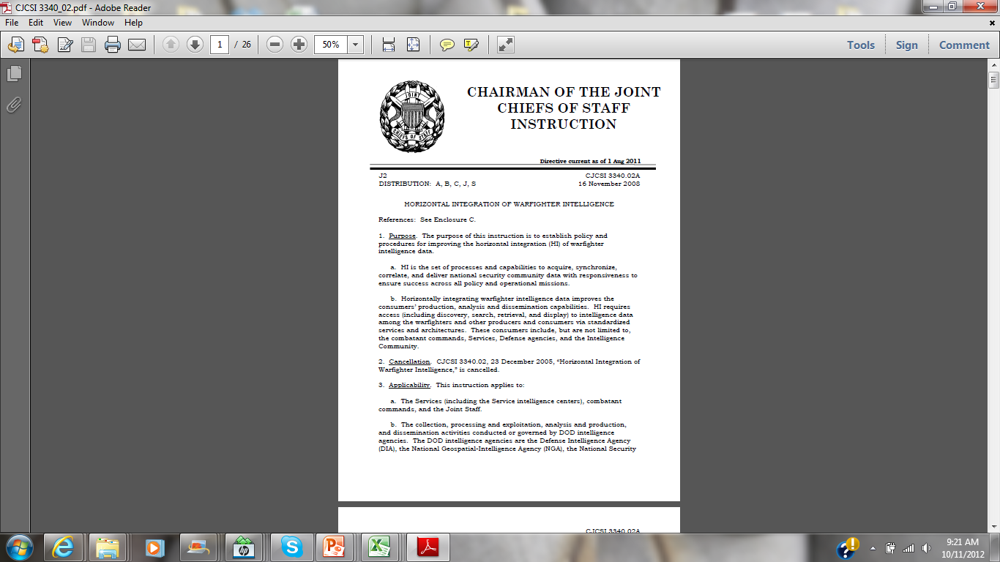 CJCSI 3340_02.pdf - Adobe Reader
File Edit View Window Help
1 / 26 50% Tools Sign Comment
JOINT
CHIEFS OF STAFF
CHAIRMAN OF THE JOINT
CHIEFS OF STAFF
INSTRUCTION
Directive current as of 1 Aug 2011
J2 CJCSI 3340.02A
DISTRIBUTION: A, B, C, J, S 16 November 2008
HORIZONTAL INTEGRATION OF WARFIGHTER INTELLIGENCE
References: See Enclosure C.
1. Purpose. The purpose of this instruction is to establish policy and
procedures for improving the horizontal integration (HI) of warfighter
intelligence data.
a. HI is the set of processes and capabilities to acquire, synchronize,
correlate, and deliver national security community data with responsiveness to
ensure success across all policy and operational missions.
b. Horizontally integrating warfighter intelligence data improves the
consumers' production, analysis and dissemination capabilities. HI requires
access (including discovery, search, retrieval, and display) to intelligence data
among the warfighters and other producers and consumers via standardized
services and architectures. These consumers include, but are not limited to,
the combatant commands, Services, Defense agencies, and the Intelligence
Community.
2. Cancellation. CJCSI 3340.02, 23 December 2005, “Horizontal Integration of
Warfighter Intelligence,” is cancelled.
3. Applicability. This instruction applies to:
a. The Services (including the Service intelligence centers), combatant
commands, and the Joint Staff.
b. The collection, processing and exploitation, analysis and production,
and dissemination activities conducted or governed by DOD intelligence
agencies. The DOD intelligence agencies are the Defense Intelligence Agency
(DIA), the National Geospatial-Intelligence Agency (NGA), the National Security
CJCSI 3340.02A
9:21 AM
10/11/2012